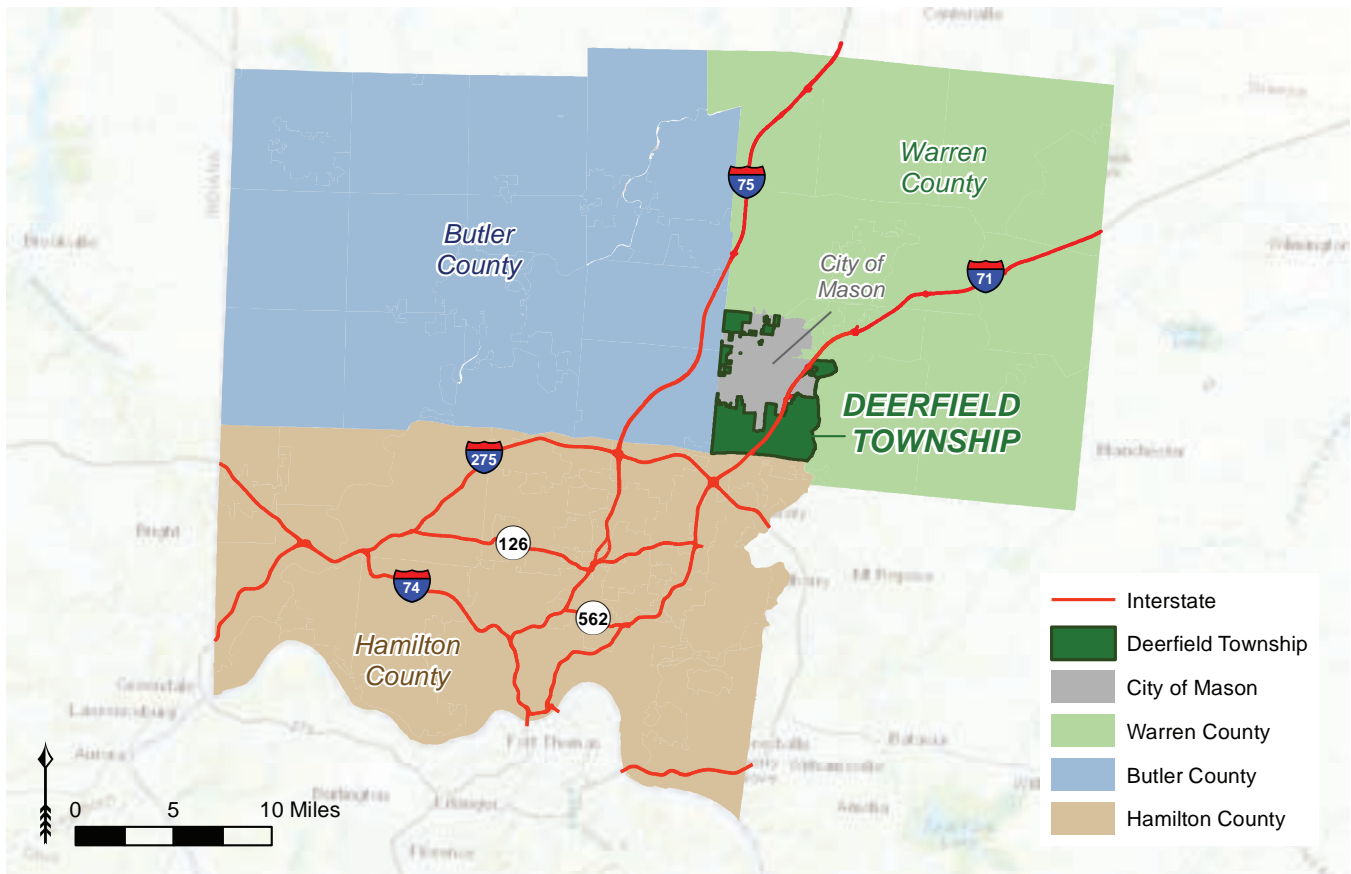 Centerville
INDIANA
Warren
County
75
Butler
County
Brookville
City of
Mason
71
Wilmington
DEERFIELD
TOWNSHIP
Manchester
275
Bright
126
74
562
Hamilton
County
Greendale
Lawrenceburg
Aurora
Fort Thomas
Batavia
Burlington
Erlanger
Amelia
Florence
0 5 10 Miles
Interstate
Deerfield Township
City of Mason
Warren County
Butler County
Hamilton County